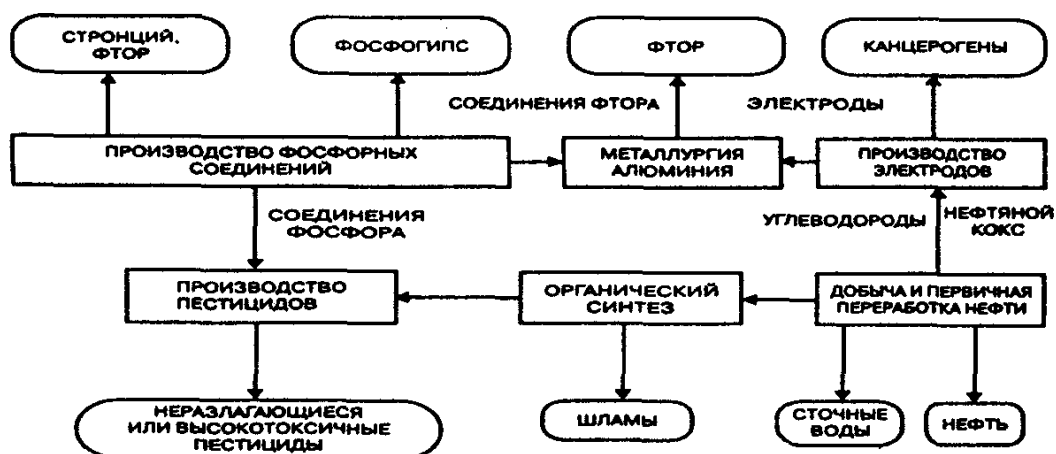 СТРОНЦИЙ,
ФТОР
ФОСФОГИПС
ФТОР
КАНЦЕРОГЕНЫ
СОЕДИНЕНИЯ ФТОРА
ЭЛЕКТРОДЫ
ПРОИЗВОДСТВО ФОСФОРНЫХ
СОЕДИНЕНИЙ
МЕТАЛЛУРГИЯ
АЛЮМИНИЯ
ПРОИЗВОДСТВО
ЭЛЕКТРОДОВ
СОЕДИНЕНИЯ
ФОСФОРА
УГЛЕВОДОРОДЫ
НЕФТЯНОЙ
КОКС
ПРОИЗВОДСТВО
ПЕСТИЦИДОВ
ОРГАНИЧЕСКИЙ
СИНТЕЗ
ДОБЫЧА И ПЕРВИЧНАЯ
ПЕРЕРАБОТКА НЕФТИ
НЕРАЗЛАГАЮЩИЕСЯ
ИЛИ ВЫСОКОТОКСИЧНЫЕ
ПЕСТИЦИДЫ
ШЛАМЫ
СТОЧНЫЕ
ВОДЫ
НЕФТЬ